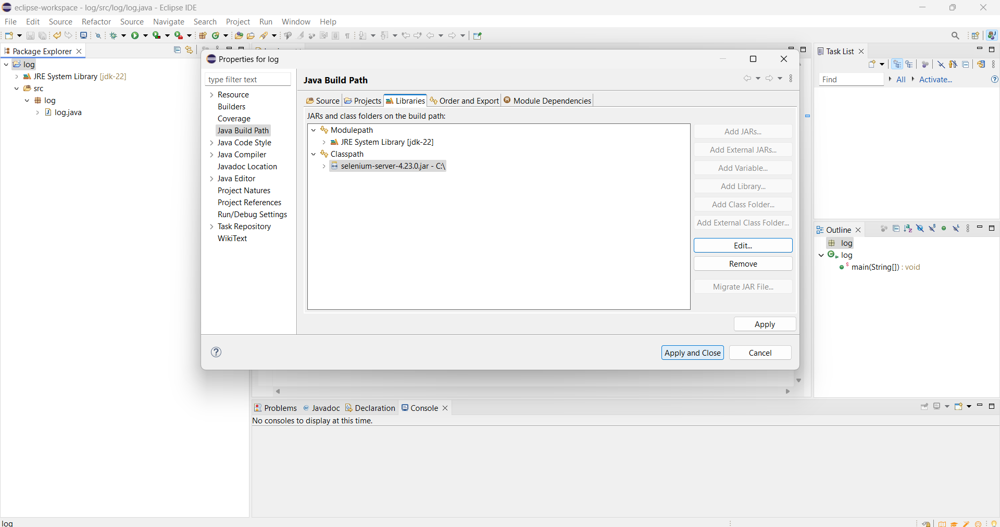 eclipse-workspace - log/src/log/log.java - Eclipse IDE
File Edit Source Refactor Source Navigate Search Project Run Window Help
Package Explorer
log
JRE System Library [jdk-22]
src
log
log.java
Properties for log
type filter text
Resource
Builders
Coverage
Java Build Path
Java Code Style
Java Compiler
Javadoc Location
Java Editor
Project Natures
Project References
Run/Debug Settings
Task Repository
WikiText
Java Build Path
Source Projects Libraries Order and Export Module Dependencies
JARs and class folders on the build path:
Modulepath
JRE System Library [jdk-22]
Classpath
selenium-server-4.23.0.jar - C:\
Add JARs...
Add External JARs...
Add Variable...
Add Library...
Add Class Folder...
Add External Class Folder...
Edit...
Remove
Migrate JAR File...
Apply
Apply and Close Cancel
Task List
Find All Activate...
Outline
log
log
main(String[]) : void
Problems Javadoc Declaration Console
No consoles to display at this time.
log